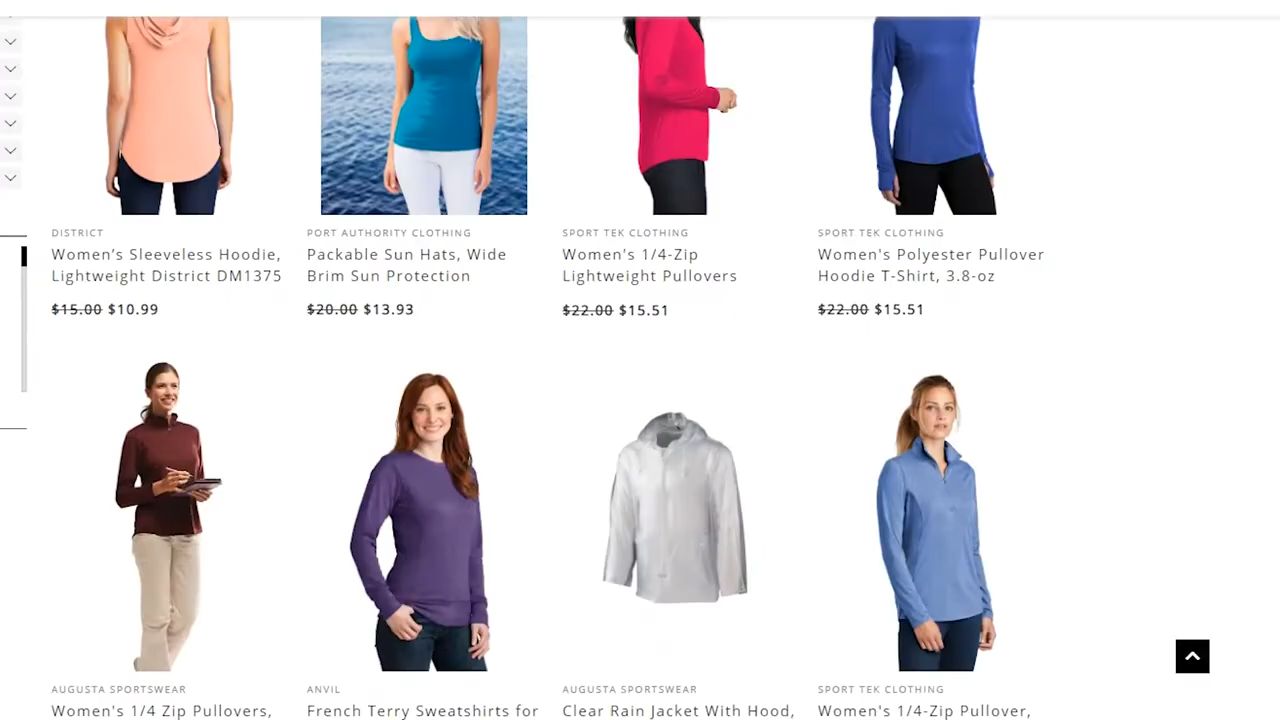 DISTRICT
Women’s Sleeveless Hoodie,
Lightweight District DM1375
$15.00 $10.99
PORT AUTHORITY CLOTHING
Packable Sun Hats, Wide
Brim Sun Protection
$20.00 $13.93
SPORT TEK CLOTHING
Women's 1/4-Zip
Lightweight Pullovers
$22.00 $15.51
SPORT TEK CLOTHING
Women's Polyester Pullover
Hoodie T-Shirt, 3.8-oz
$22.00 $15.51
AUGUSTA SPORTSWEAR
Women's 1/4 Zip Pullovers,
ANVIL
French Terry Sweatshirts for
AUGUSTA SPORTSWEAR
Clear Rain Jacket With Hood,
SPORT TEK CLOTHING
Women's 1/4-Zip Pullover,